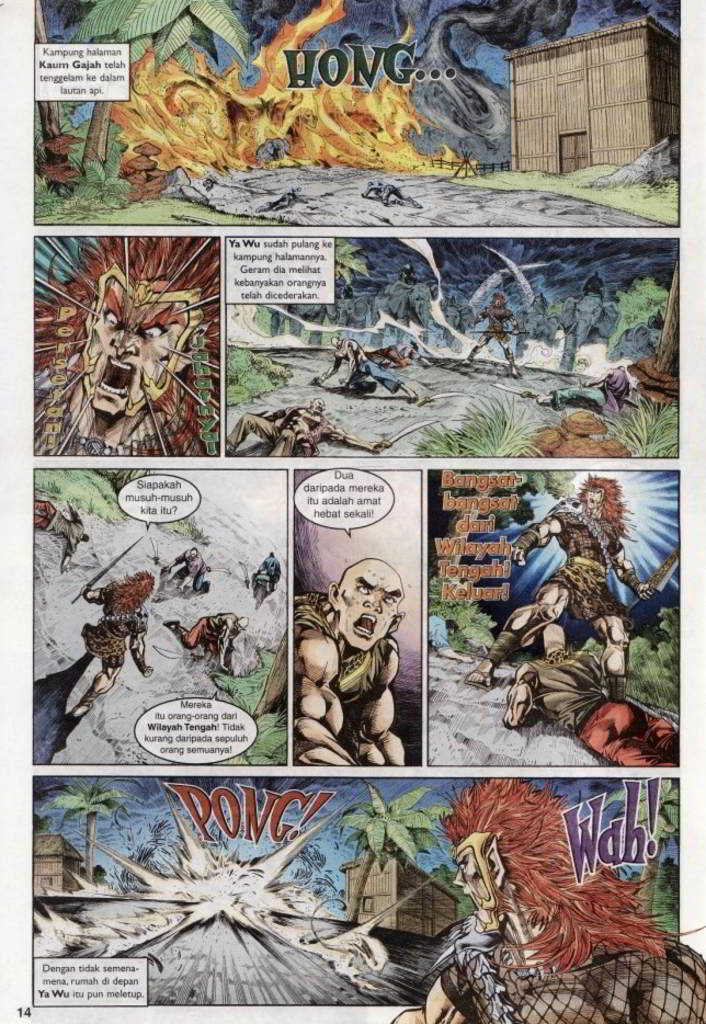 Kampung halaman
Kaum Gajah telah
tenggelam ke dalam
lautan api.
HONG...
Penjajah
Jahatnya!
Ya Wu sudah pulang ke
kampung halamannya.
Geram dia melihat
kebanyakan orangnya
telah dicederakan.
Siapakah
musuh-musuh
kita itu?
Mereka
itu orang-orang dari
Wilayah Tengah! Tidak
kurang daripada sepuluh
orang semuanya!
Dua
daripada mereka
itu adalah amat
hebat sekali!
Bangsat-
bangsat
dari
Wilayah
Tengah!
Keluar!
PONG!
Wah!
Dengan tidak semena-
mena, rumah di depan
Ya Wu itu pun meletup.
14